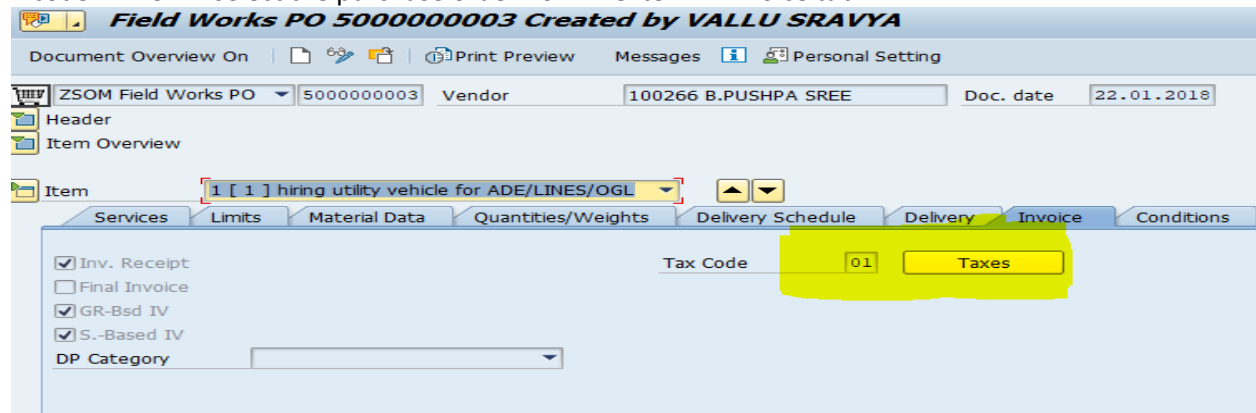 Field Works PO 5000000003 Created by VALLU SRAVYA
Document Overview On Print Preview Messages Personal Setting
ZSOM Field Works PO 5000000003 Vendor 100266 B.PUSHPA SREE Doc. date 22.01.2018
Header
Item Overview
Item 1 [ 1 ] hiring utility vehicle for ADE/LINES/OGL
Services Limits Material Data Quantities/Weights Delivery Schedule Delivery Invoice Conditions
Inv. Receipt Tax Code 01 Taxes
Final Invoice
GR-Bsd IV
S.-Based IV
DP Category